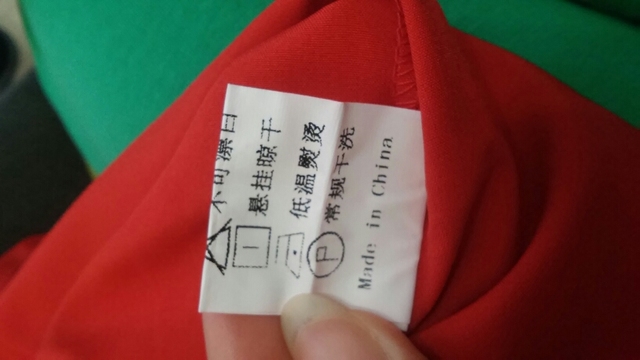 不可漂白
悬挂晾干
低温熨烫
常规干洗
P
Made in China